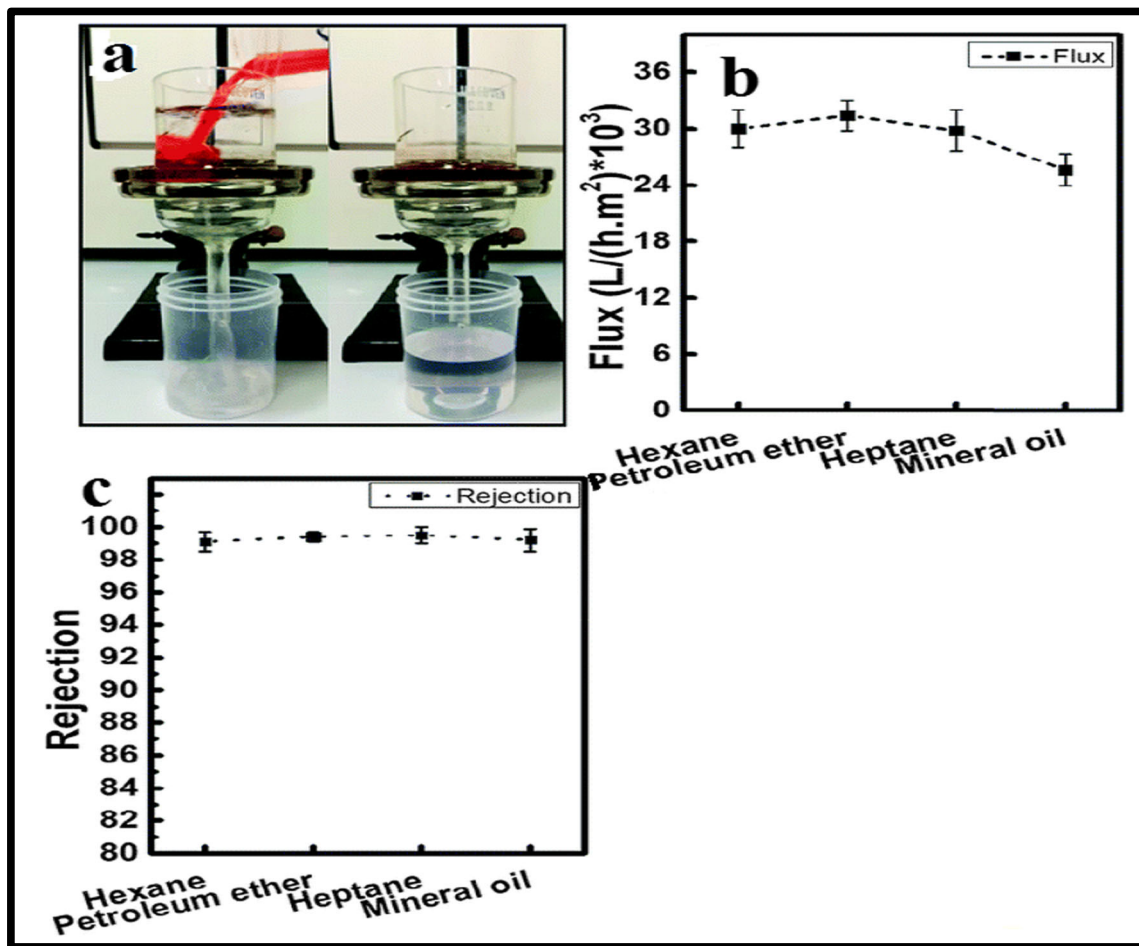 a
b
Flux
Flux (L/(h.m²)*10³
36
30
24
18
12
6
0
Hexane
Petroleum ether
Heptane
Mineral oil
c
Rejection
Rejection
100
98
96
94
92
90
88
86
84
82
80
Hexane
Petroleum ether
Heptane
Mineral oil